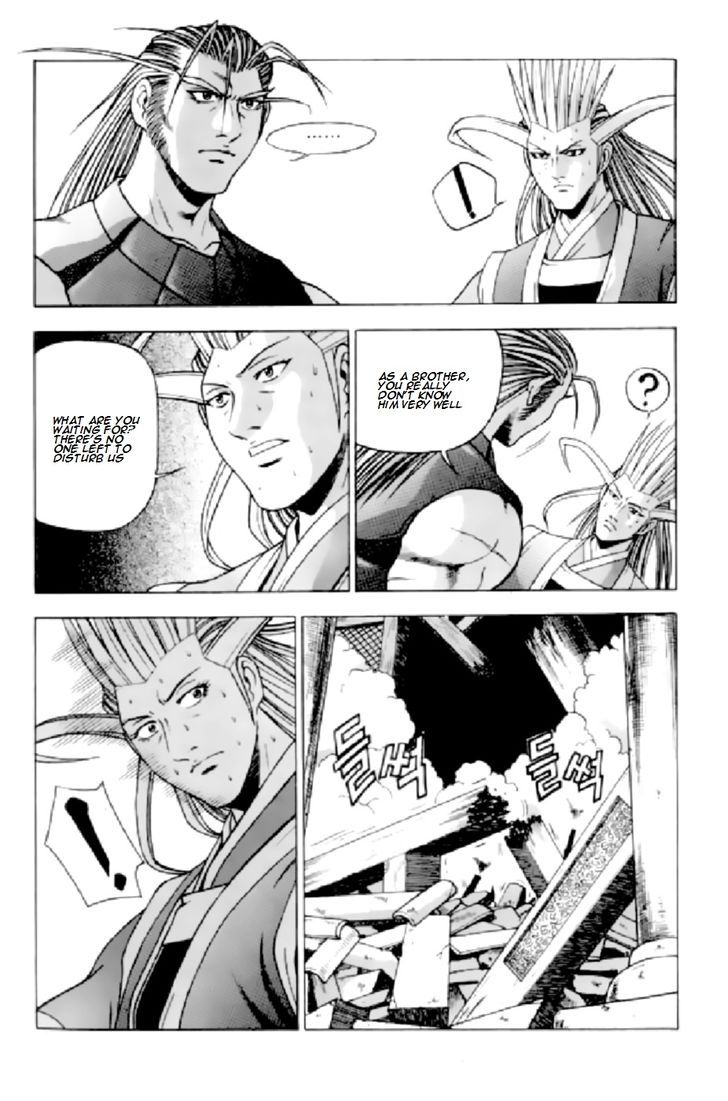 ......
!
WHAT ARE YOU
WAITING FOR?
THERE'S NO
ONE LEFT TO
DISTURB US
AS A BROTHER,
YOU REALLY
DON'T KNOW
HIM VERY WELL
?
!
들썩
들썩